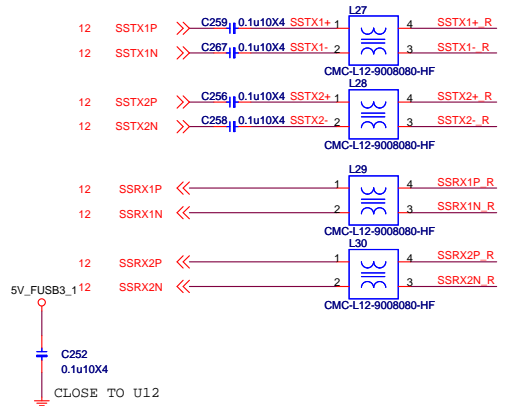 L27
12 SSTX1P C259 0.1u10X4 SSTX1+ 1 4 SSTX1+_R
12 SSTX1N C267 0.1u10X4 SSTX1- 2 3 SSTX1-_R
CMC-L12-9008080-HF
L28
12 SSTX2P C256 0.1u10X4 SSTX2+ 1 4 SSTX2+_R
12 SSTX2N C258 0.1u10X4 SSTX2- 2 3 SSTX2-_R
CMC-L12-9008080-HF
L29
12 SSRX1P 1 4 SSRX1P_R
12 SSRX1N 2 3 SSRX1N_R
CMC-L12-9008080-HF
L30
12 SSRX2P 1 4 SSRX2P_R
12 SSRX2N 2 3 SSRX2N_R
CMC-L12-9008080-HF
5V_FUSB3_1
C252
0.1u10X4
CLOSE TO U12